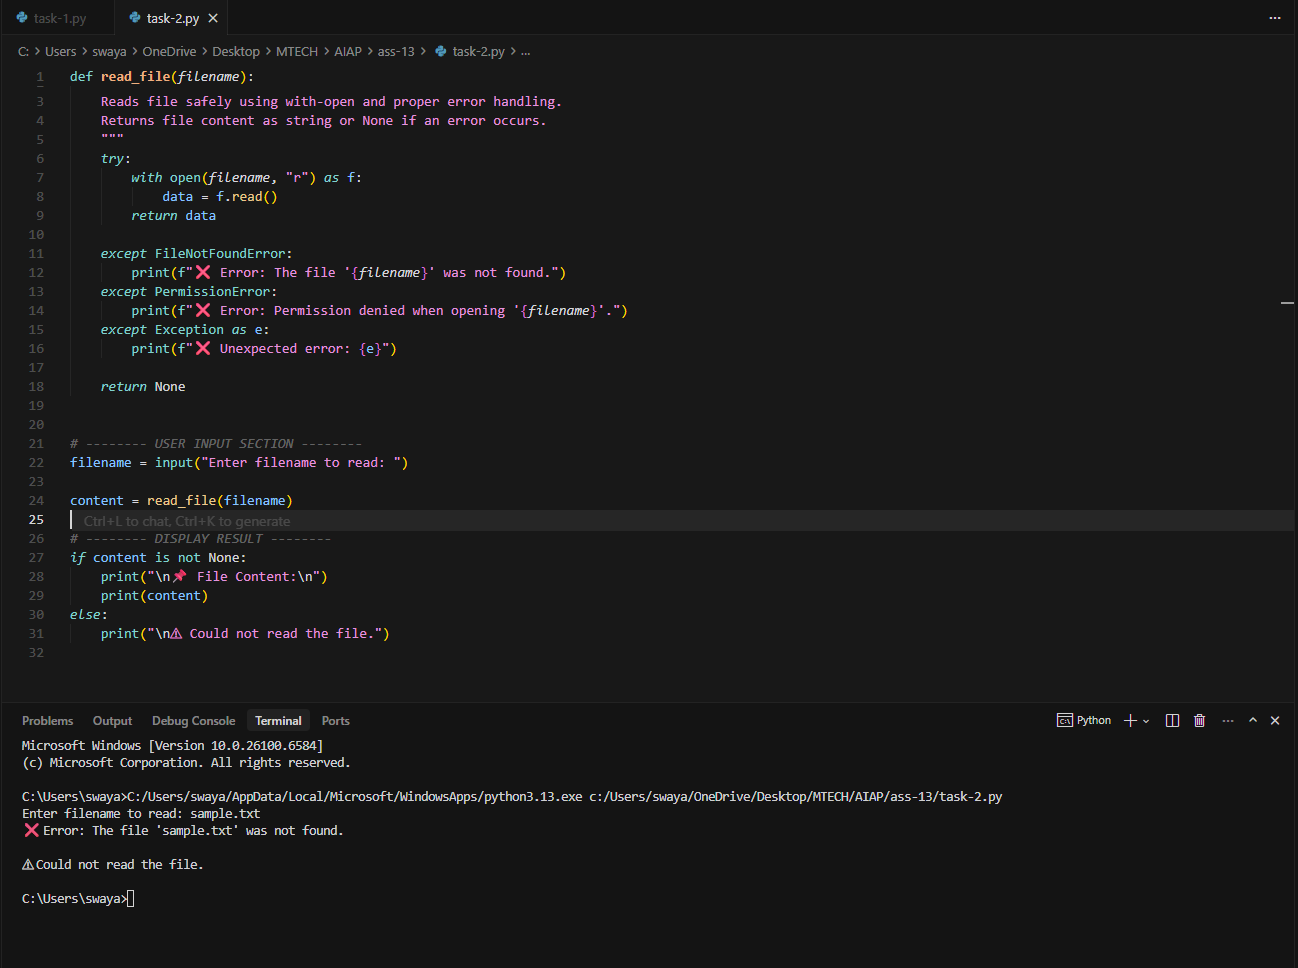 task-1.py
task-2.py
C: > Users > swaya > OneDrive > Desktop > MTECH > AIAP > ass-13 > task-2.py > ...
1 def read_file(filename):
3 Reads file safely using with-open and proper error handling.
4 Returns file content as string or None if an error occurs.
5 """
6 try:
7 with open(filename, "r") as f:
8 data = f.read()
9 return data
10
11 except FileNotFoundError:
12 print(f"❌ Error: The file '{filename}' was not found.")
13 except PermissionError:
14 print(f"❌ Error: Permission denied when opening '{filename}'.")
15 except Exception as e:
16 print(f"❌ Unexpected error: {e}")
17
18 return None
19
20
21 # -------- USER INPUT SECTION --------
22 filename = input("Enter filename to read: ")
23
24 content = read_file(filename)
25 Ctrl+L to chat, Ctrl+K to generate
26 # -------- DISPLAY RESULT --------
27 if content is not None:
28 print("\n📌 File Content:\n")
29 print(content)
30 else:
31 print("\n⚠ Could not read the file.")
32
Problems Output Debug Console Terminal Ports Python
Microsoft Windows [Version 10.0.26100.6584]
(c) Microsoft Corporation. All rights reserved.
C:\Users\swaya>C:/Users/swaya/AppData/Local/Microsoft/WindowsApps/python3.13.exe c:/Users/swaya/OneDrive/Desktop/MTECH/AIAP/ass-13/task-2.py
Enter filename to read: sample.txt
❌ Error: The file 'sample.txt' was not found.
⚠ Could not read the file.
C:\Users\swaya>